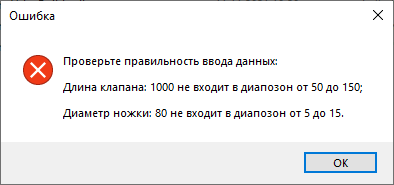 Ошибка
Проверьте правильность ввода данных:
Длина клапана: 1000 не входит в диапозон от 50 до 150;
Диаметр ножки: 80 не входит в диапозон от 5 до 15.
ОК